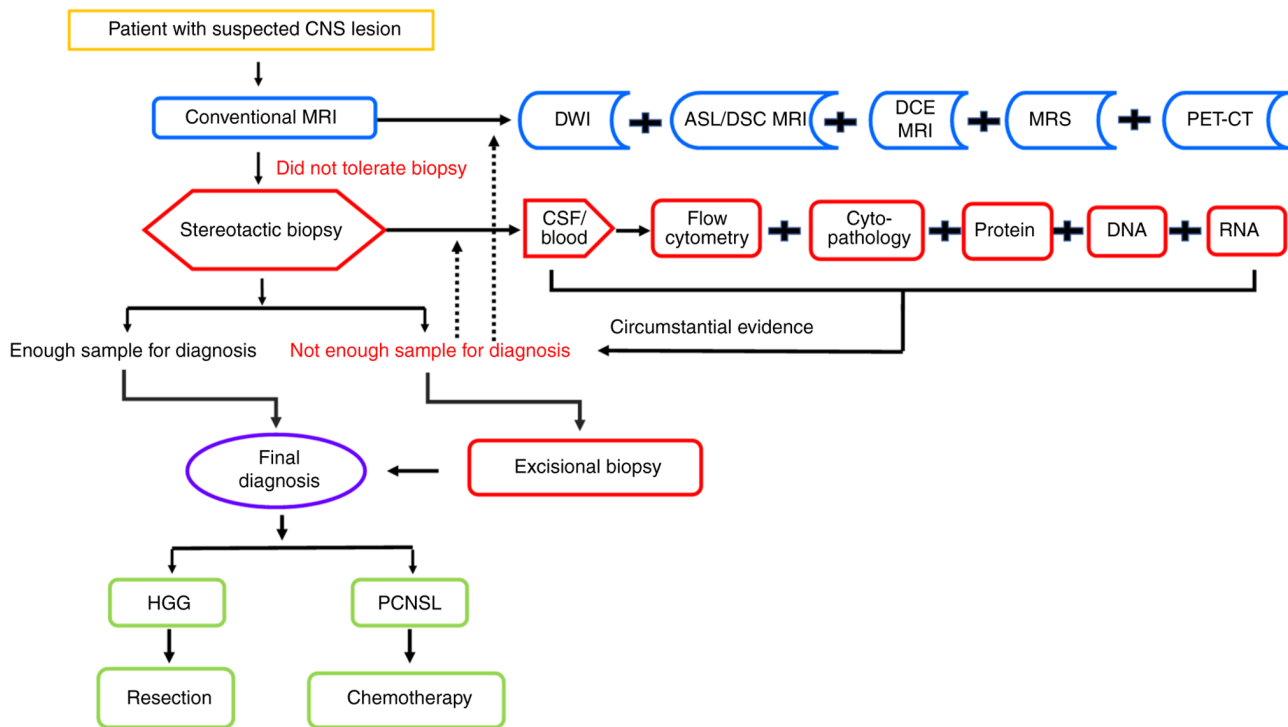 Patient with suspected CNS lesion
Conventional MRI
DWI
ASL/DSC MRI
DCE
MRI
MRS
PET-CT
Did not tolerate biopsy
Stereotactic biopsy
CSF/
blood
Flow
cytometry
Cyto-
pathology
Protein
DNA
RNA
Circumstantial evidence
Enough sample for diagnosis
Not enough sample for diagnosis
Final
diagnosis
Excisional biopsy
HGG
PCNSL
Resection
Chemotherapy